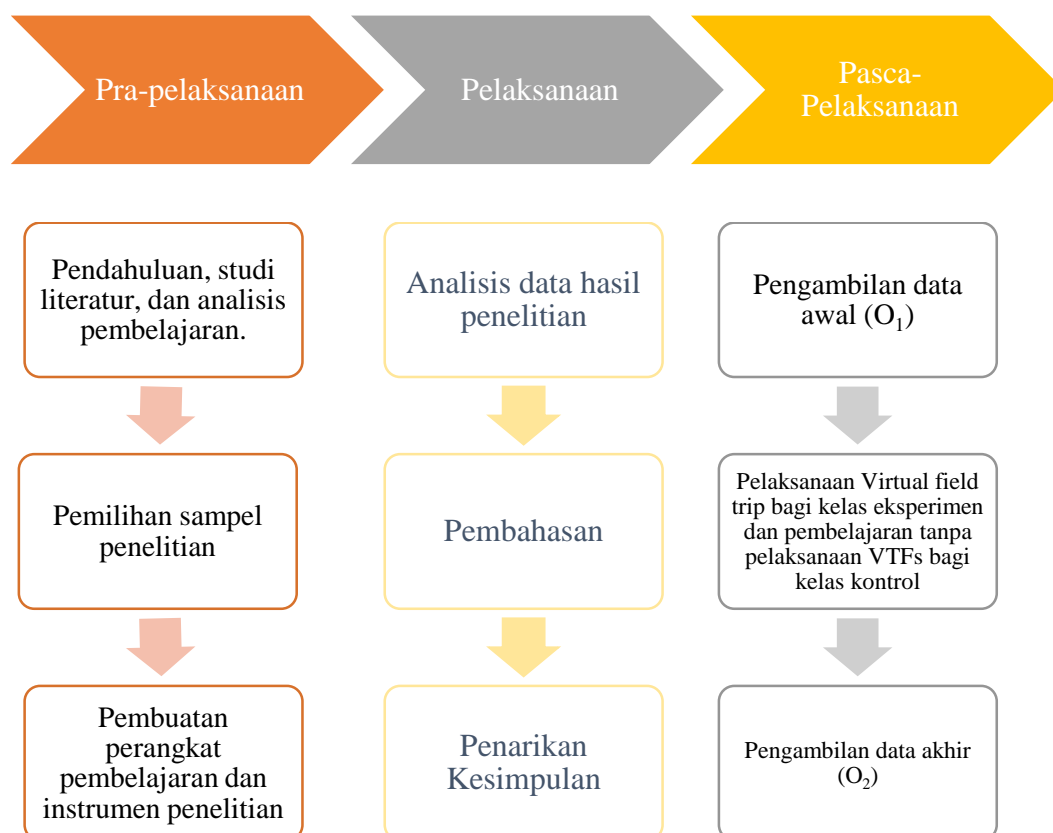 Pra-pelaksanaan
Pelaksanaan
Pasca-
Pelaksanaan
Pendahuluan, studi
literatur, dan analisis
pembelajaran.
Pemilihan sampel
penelitian
Pembuatan
perangkat
pembelajaran dan
instrumen penelitian
Analisis data hasil
penelitian
Pembahasan
Penarikan
Kesimpulan
Pengambilan data
awal (O₁)
Pelaksanaan Virtual field
trip bagi kelas eksperimen
dan pembelajaran tanpa
pelaksanaan VTFs bagi
kelas kontrol
Pengambilan data akhir
(O₂)